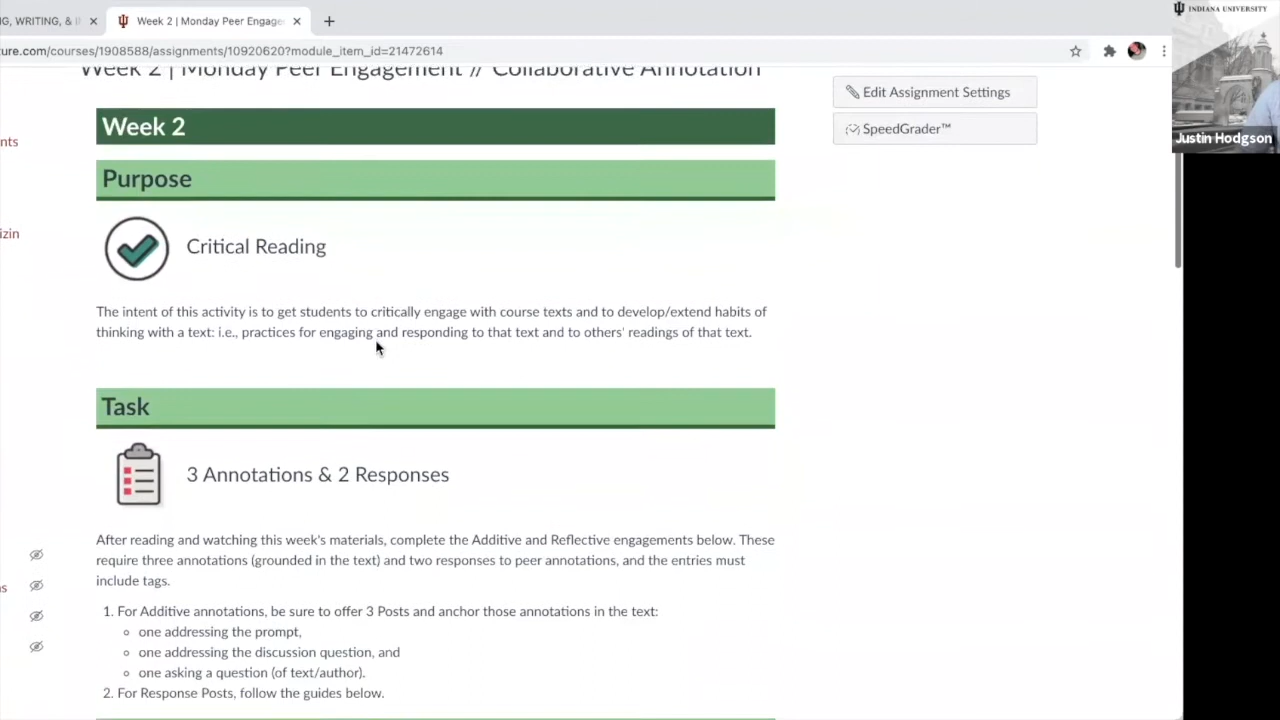 G, WRITING, & I
Week 2 | Monday Peer Engage
ure.com/courses/1908588/assignments/10920620?module_item_id=21472614
INDIANA UNIVERSITY
Justin Hodgson
Week 2 | Monday Peer Engagement // Collaborative Annotation
Edit Assignment Settings
SpeedGrader™
nts
izin
s
Week 2
Purpose
Critical Reading
The intent of this activity is to get students to critically engage with course texts and to develop/extend habits of
thinking with a text: i.e., practices for engaging and responding to that text and to others' readings of that text.
Task
3 Annotations & 2 Responses
After reading and watching this week's materials, complete the Additive and Reflective engagements below. These
require three annotations (grounded in the text) and two responses to peer annotations, and the entries must
include tags.
1. For Additive annotations, be sure to offer 3 Posts and anchor those annotations in the text:
one addressing the prompt,
one addressing the discussion question, and
one asking a question (of text/author).
2. For Response Posts, follow the guides below.